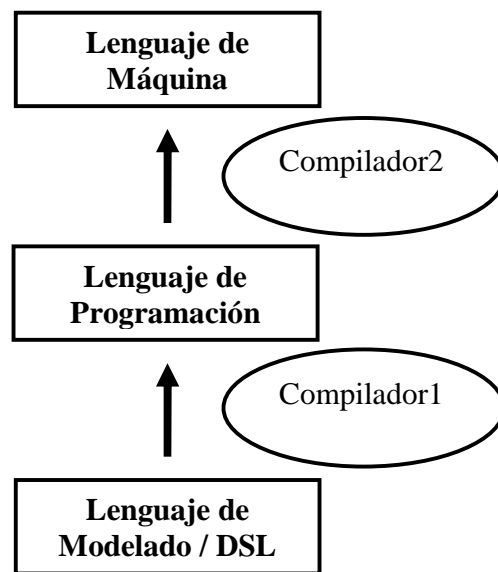 Lenguaje de
Máquina
Compilador2
Lenguaje de
Programación
Compilador1
Lenguaje de
Modelado / DSL